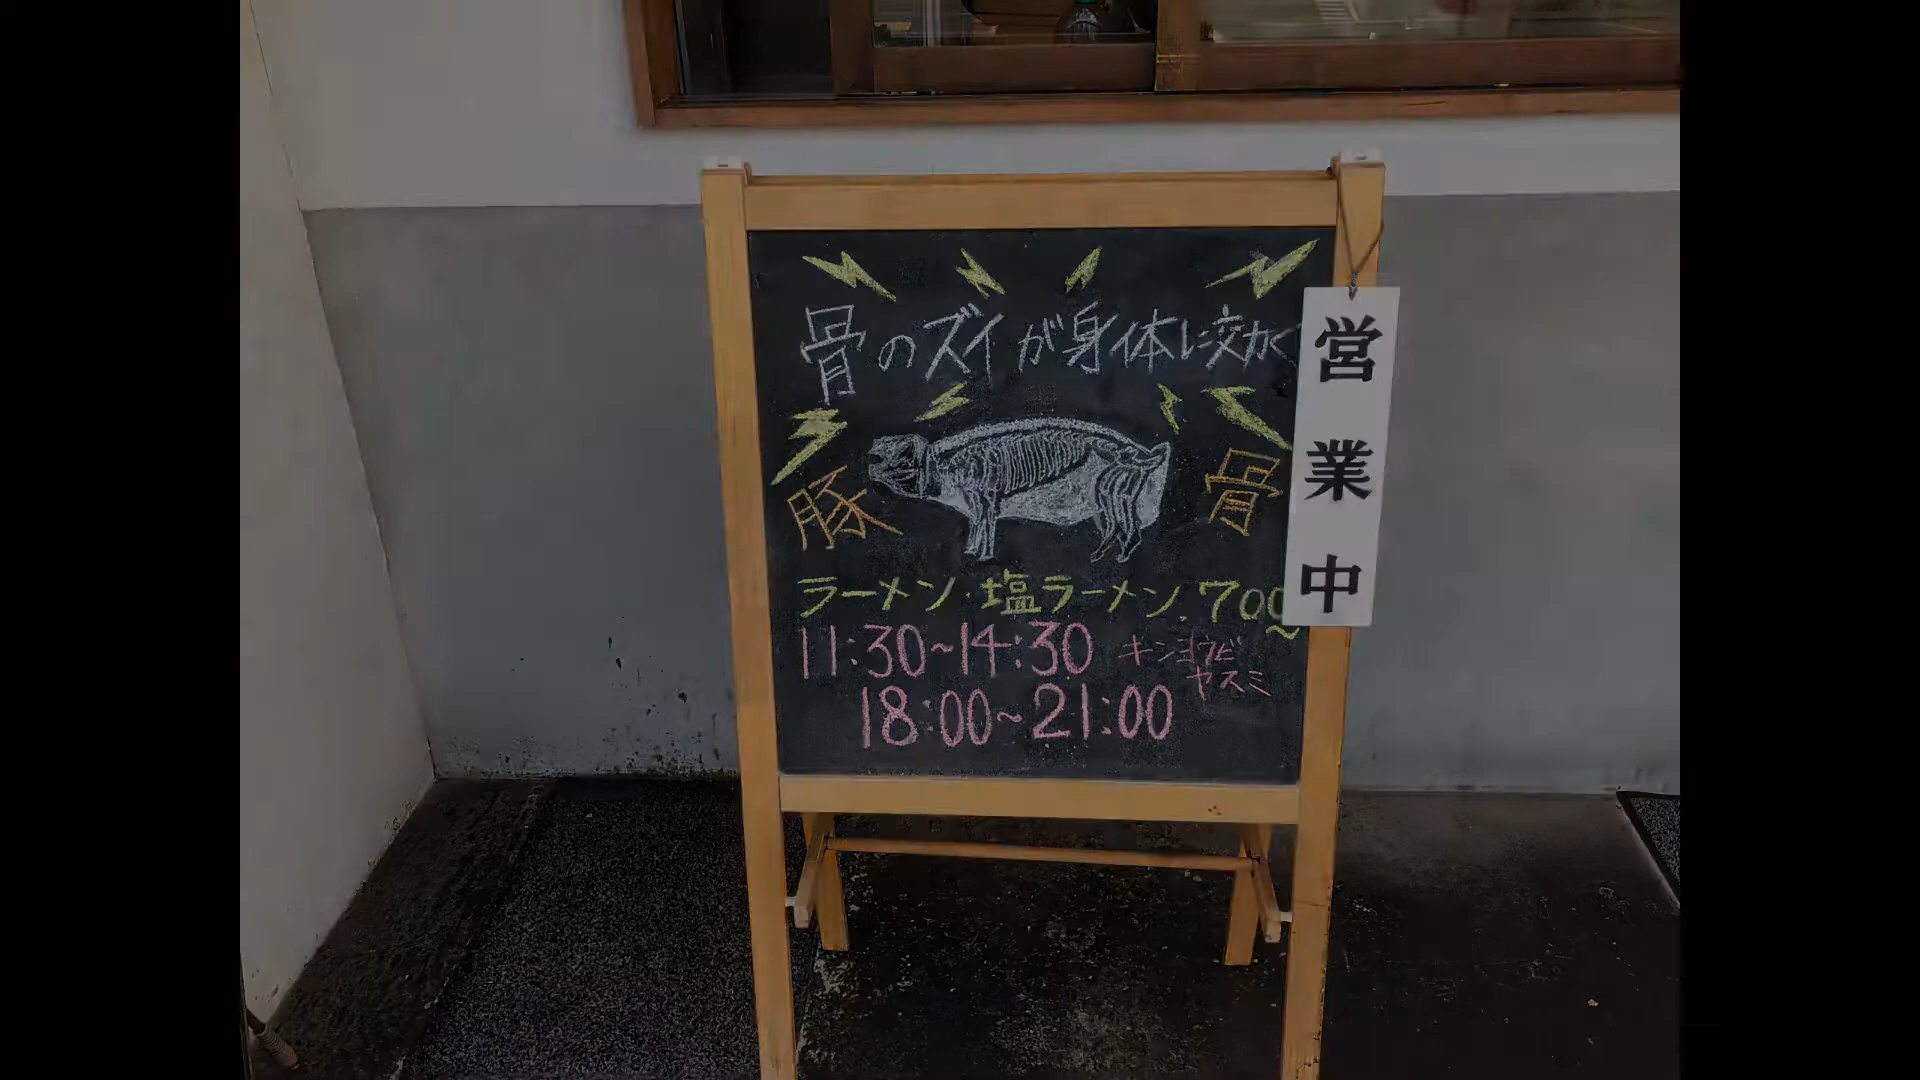 骨のズイが身体に効く
豚 骨
ラーメン・塩ラーメン.700~
11:30~14:30
キンヨウビ
ヤスミ
18:00~21:00
営業中